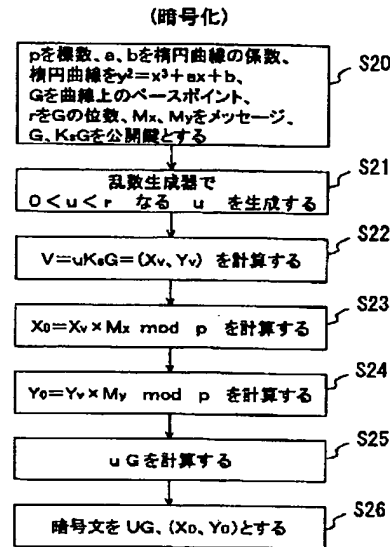 (暗号化)
pを標数、a、bを楕円曲線の係数、
楕円曲線をy²=x³+ax+b、
Gを曲線上のベースポイント、
rをGの位数、Mx、Myをメッセージ、
G、KsGを公開鍵とする
S20
乱数生成器で
0<u<r なる u を生成する
S21
V=uKsG=(Xv、Yv) を計算する
S22
X₀=Xv×Mx mod p を計算する
S23
Y₀=Yv×My mod p を計算する
S24
uGを計算する
S25
暗号文をUG、(X₀、Y₀)とする
S26